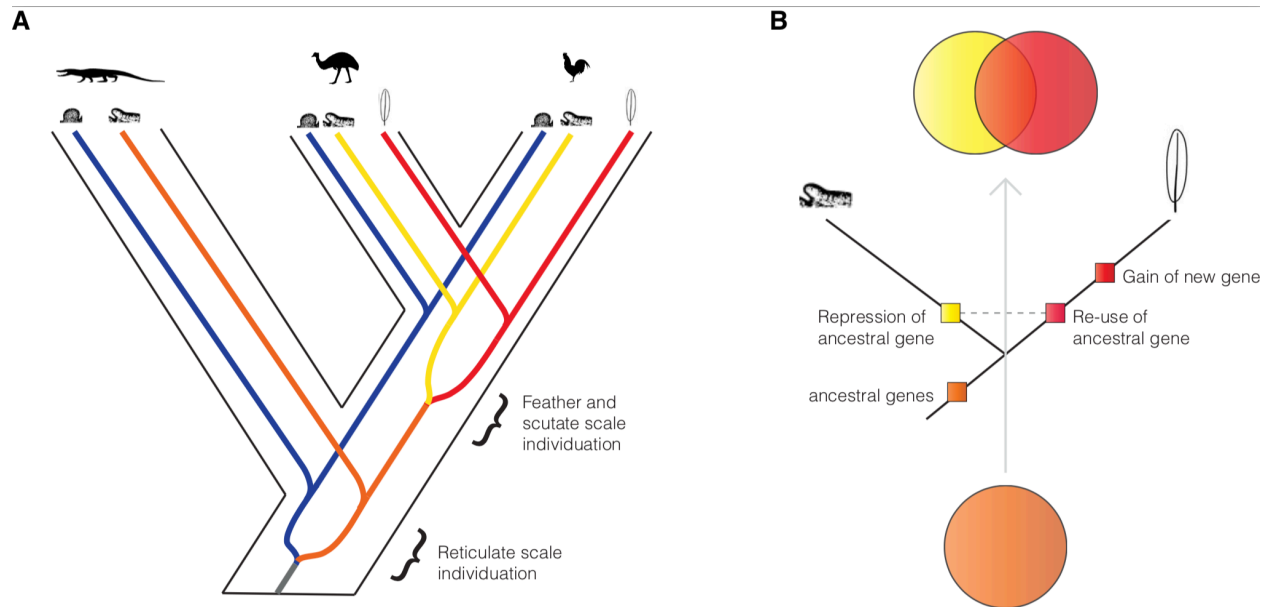 A
B
Feather and
scutate scale
individuation
Reticulate scale
individuation
Gain of new gene
Repression of
ancestral gene
Re-use of
ancestral gene
ancestral genes